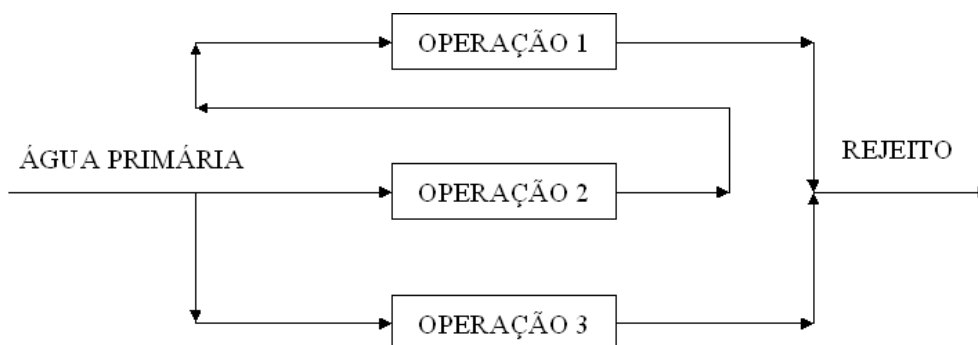 OPERAÇÃO 1
ÁGUA PRIMÁRIA
REJEITO
OPERAÇÃO 2
OPERAÇÃO 3